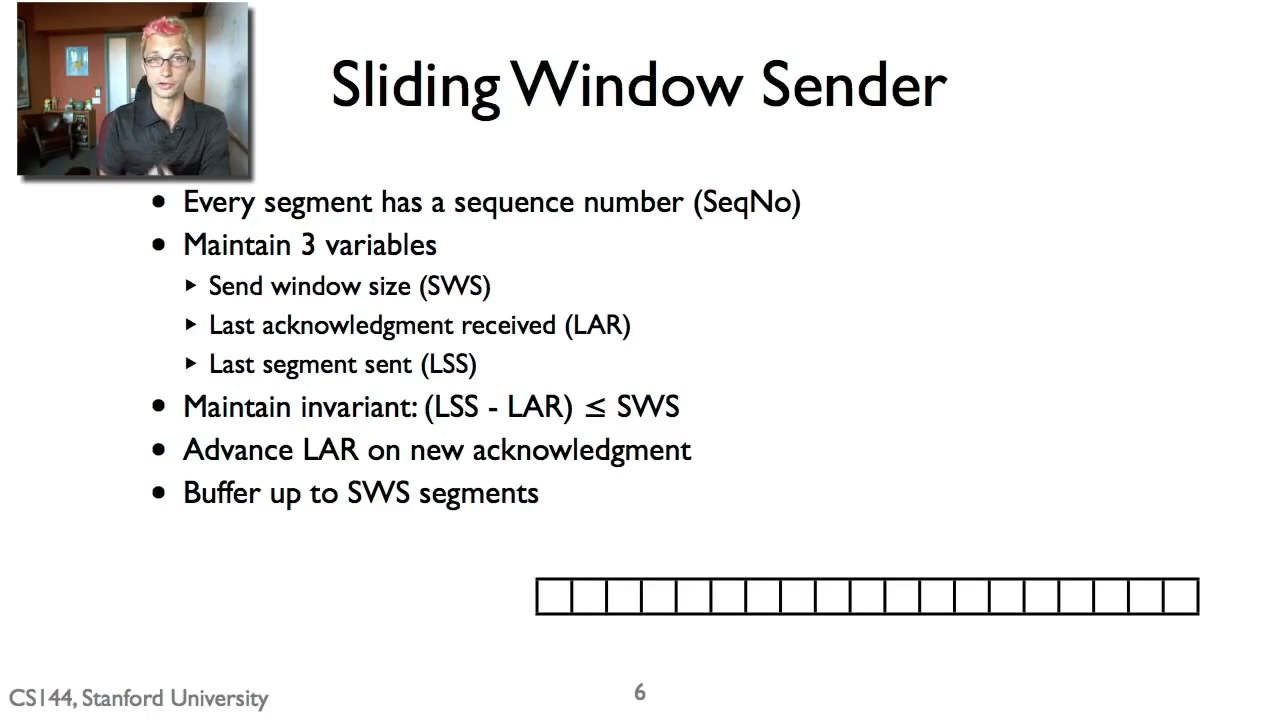 Sliding Window Sender
• Every segment has a sequence number (SeqNo)
• Maintain 3 variables
▸ Send window size (SWS)
▸ Last acknowledgment received (LAR)
▸ Last segment sent (LSS)
• Maintain invariant: (LSS - LAR) ≤ SWS
• Advance LAR on new acknowledgment
• Buffer up to SWS segments
CS144, Stanford University
6